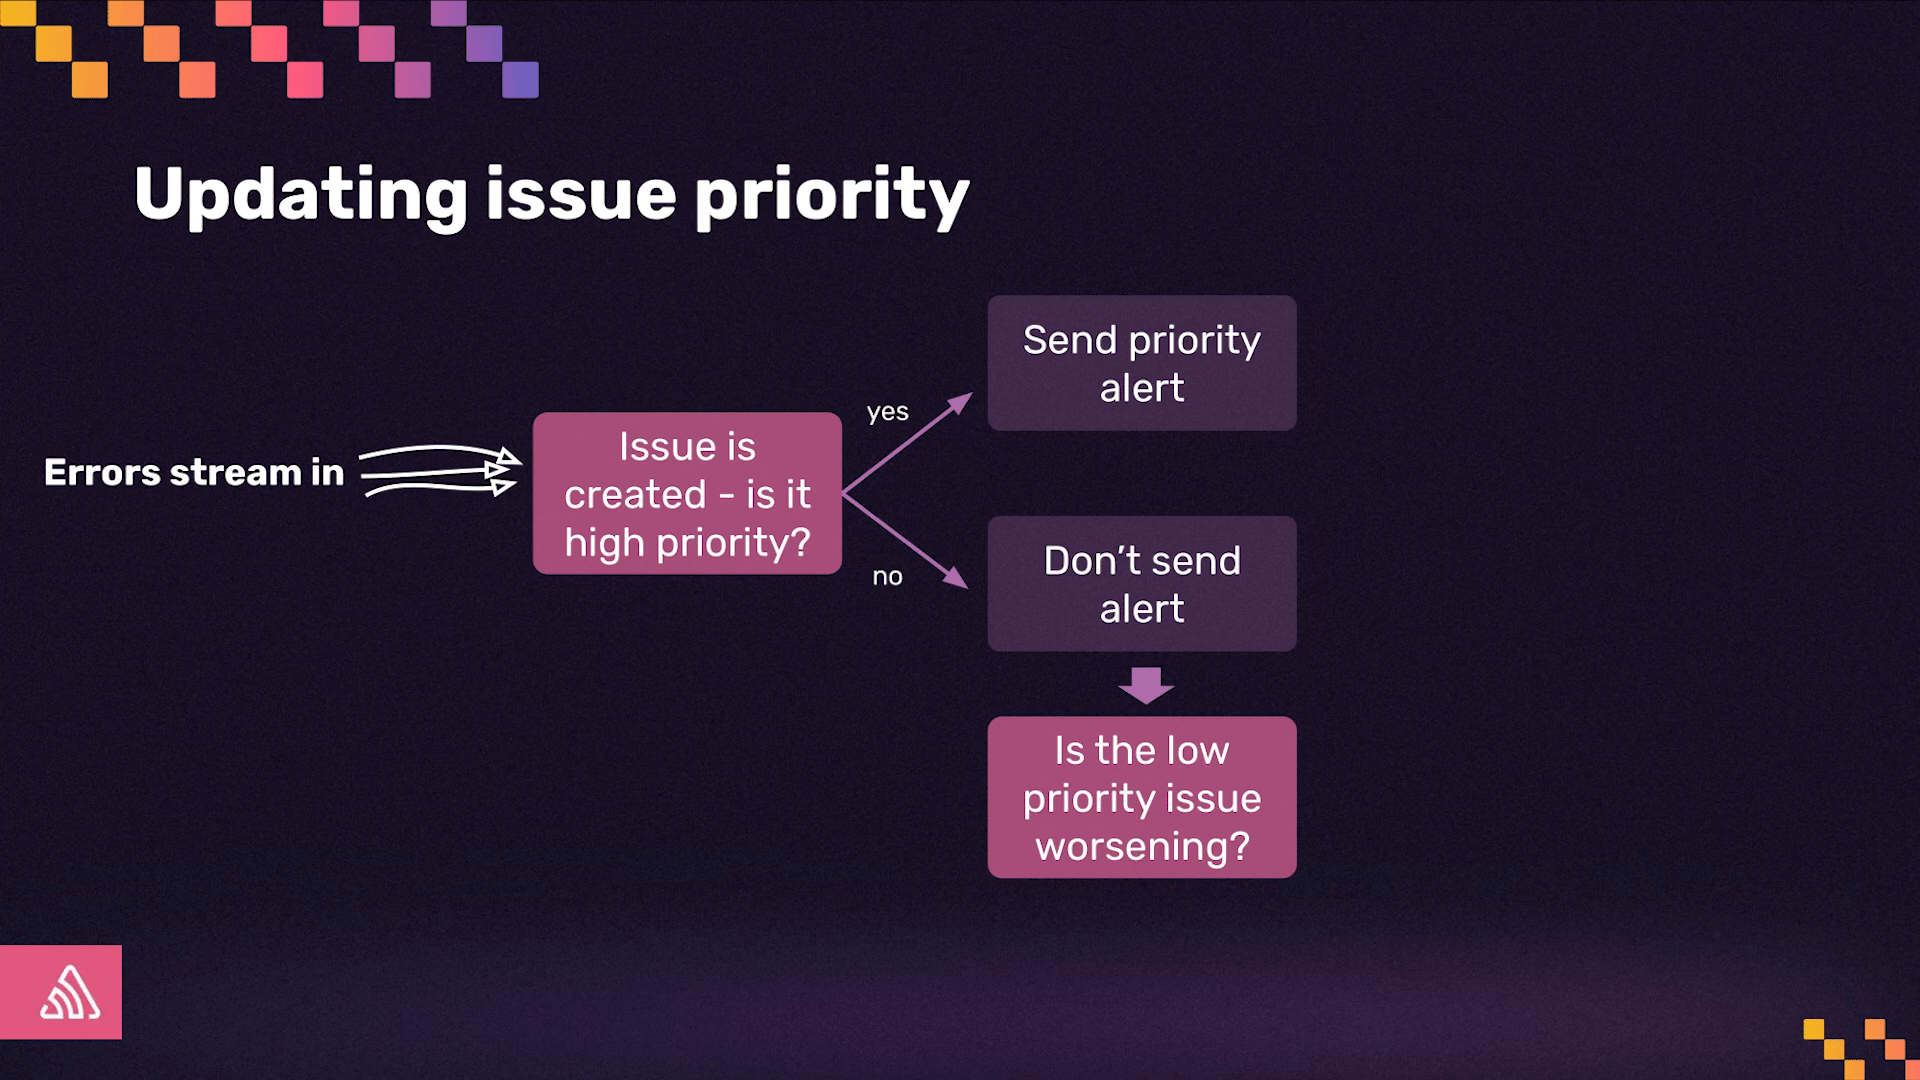 Updating issue priority
Errors stream in
Issue is
created - is it
high priority?
yes
no
Send priority
alert
Don’t send
alert
Is the low
priority issue
worsening?